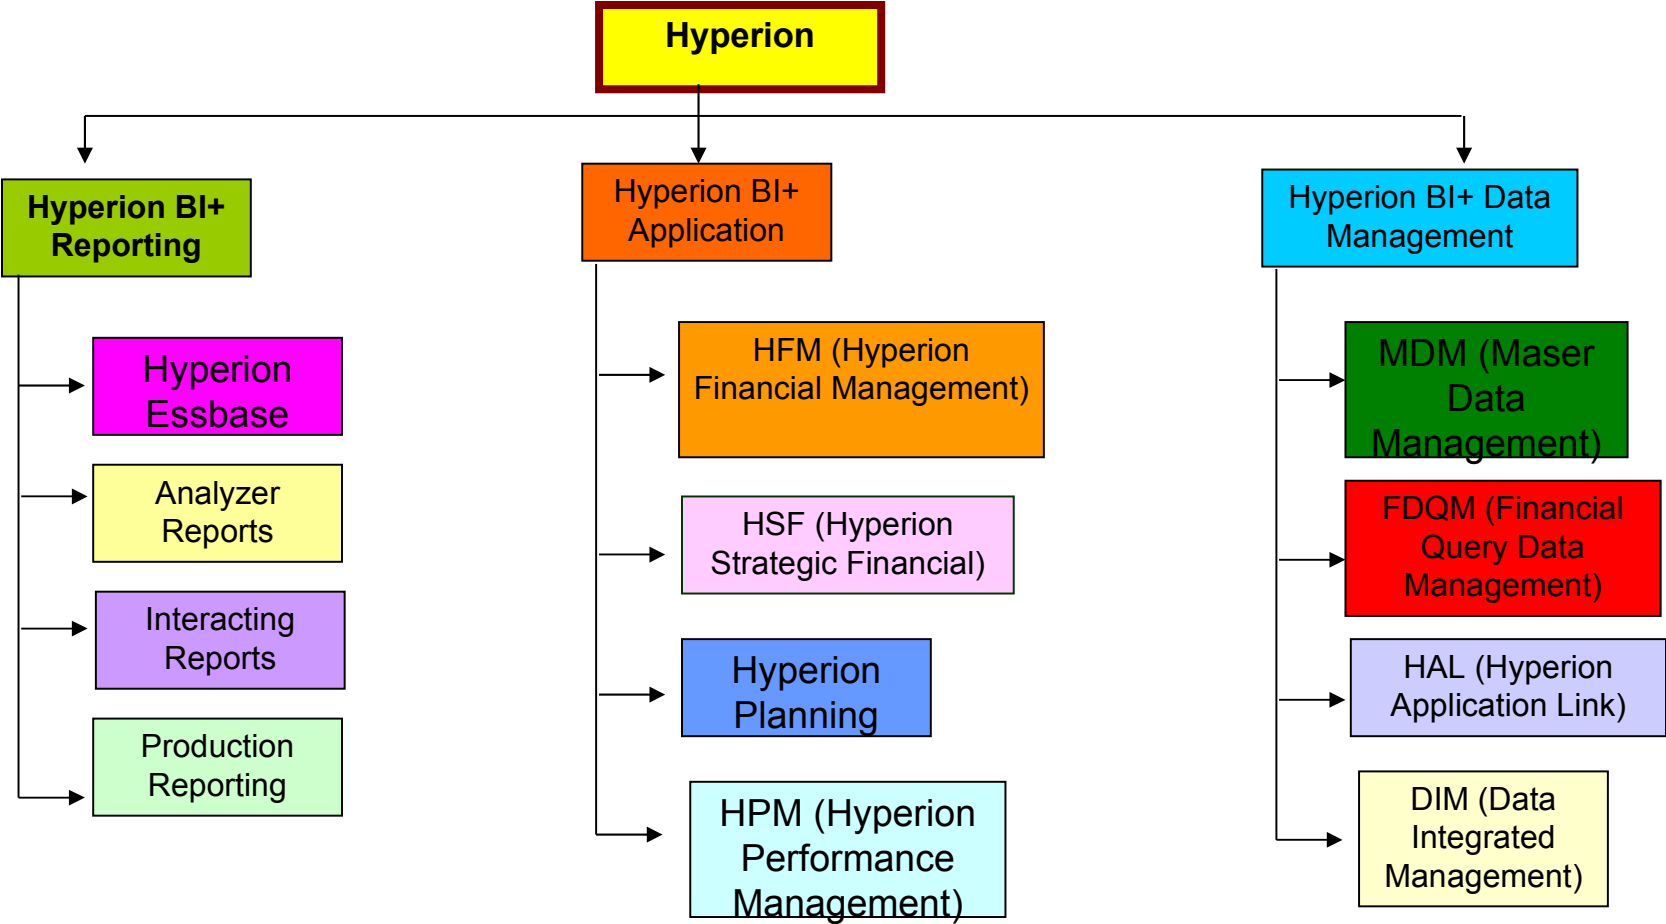 Hyperion
Hyperion BI+
Reporting
Hyperion
Essbase
Analyzer
Reports
Interacting
Reports
Production
Reporting
Hyperion BI+
Application
HFM (Hyperion
Financial Management)
HSF (Hyperion
Strategic Financial)
Hyperion
Planning
HPM (Hyperion
Performance
Management)
Hyperion BI+ Data
Management
MDM (Maser
Data
Management)
FDQM (Financial
Query Data
Management)
HAL (Hyperion
Application Link)
DIM (Data
Integrated
Management)